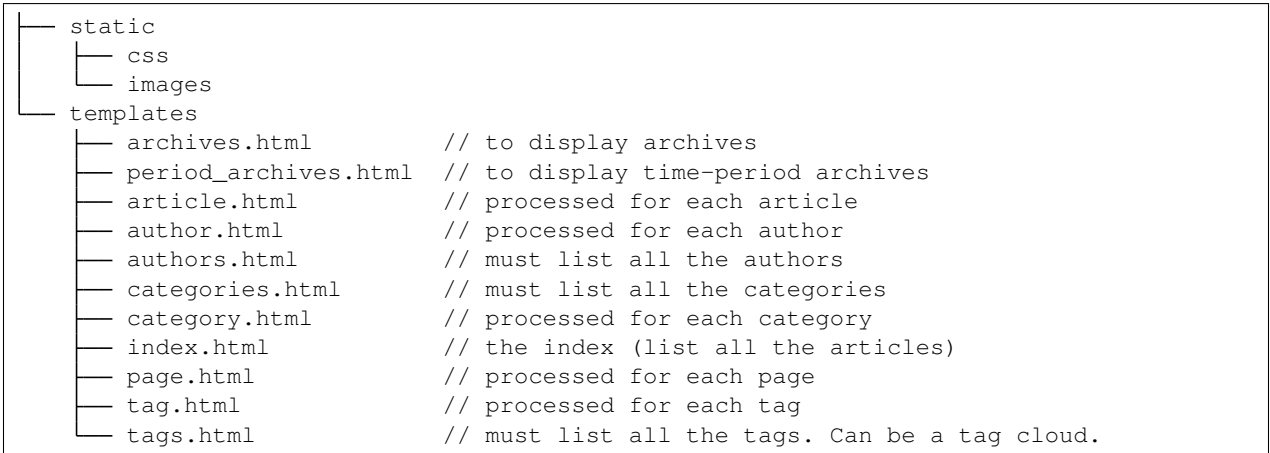 ├── static
│   ├── css
│   └── images
└── templates
    ├── archives.html         // to display archives
    ├── period_archives.html  // to display time-period archives
    ├── article.html          // processed for each article
    ├── author.html           // processed for each author
    ├── authors.html          // must list all the authors
    ├── categories.html       // must list all the categories
    ├── category.html         // processed for each category
    ├── index.html            // the index (list all the articles)
    ├── page.html             // processed for each page
    ├── tag.html              // processed for each tag
    └── tags.html             // must list all the tags. Can be a tag cloud.